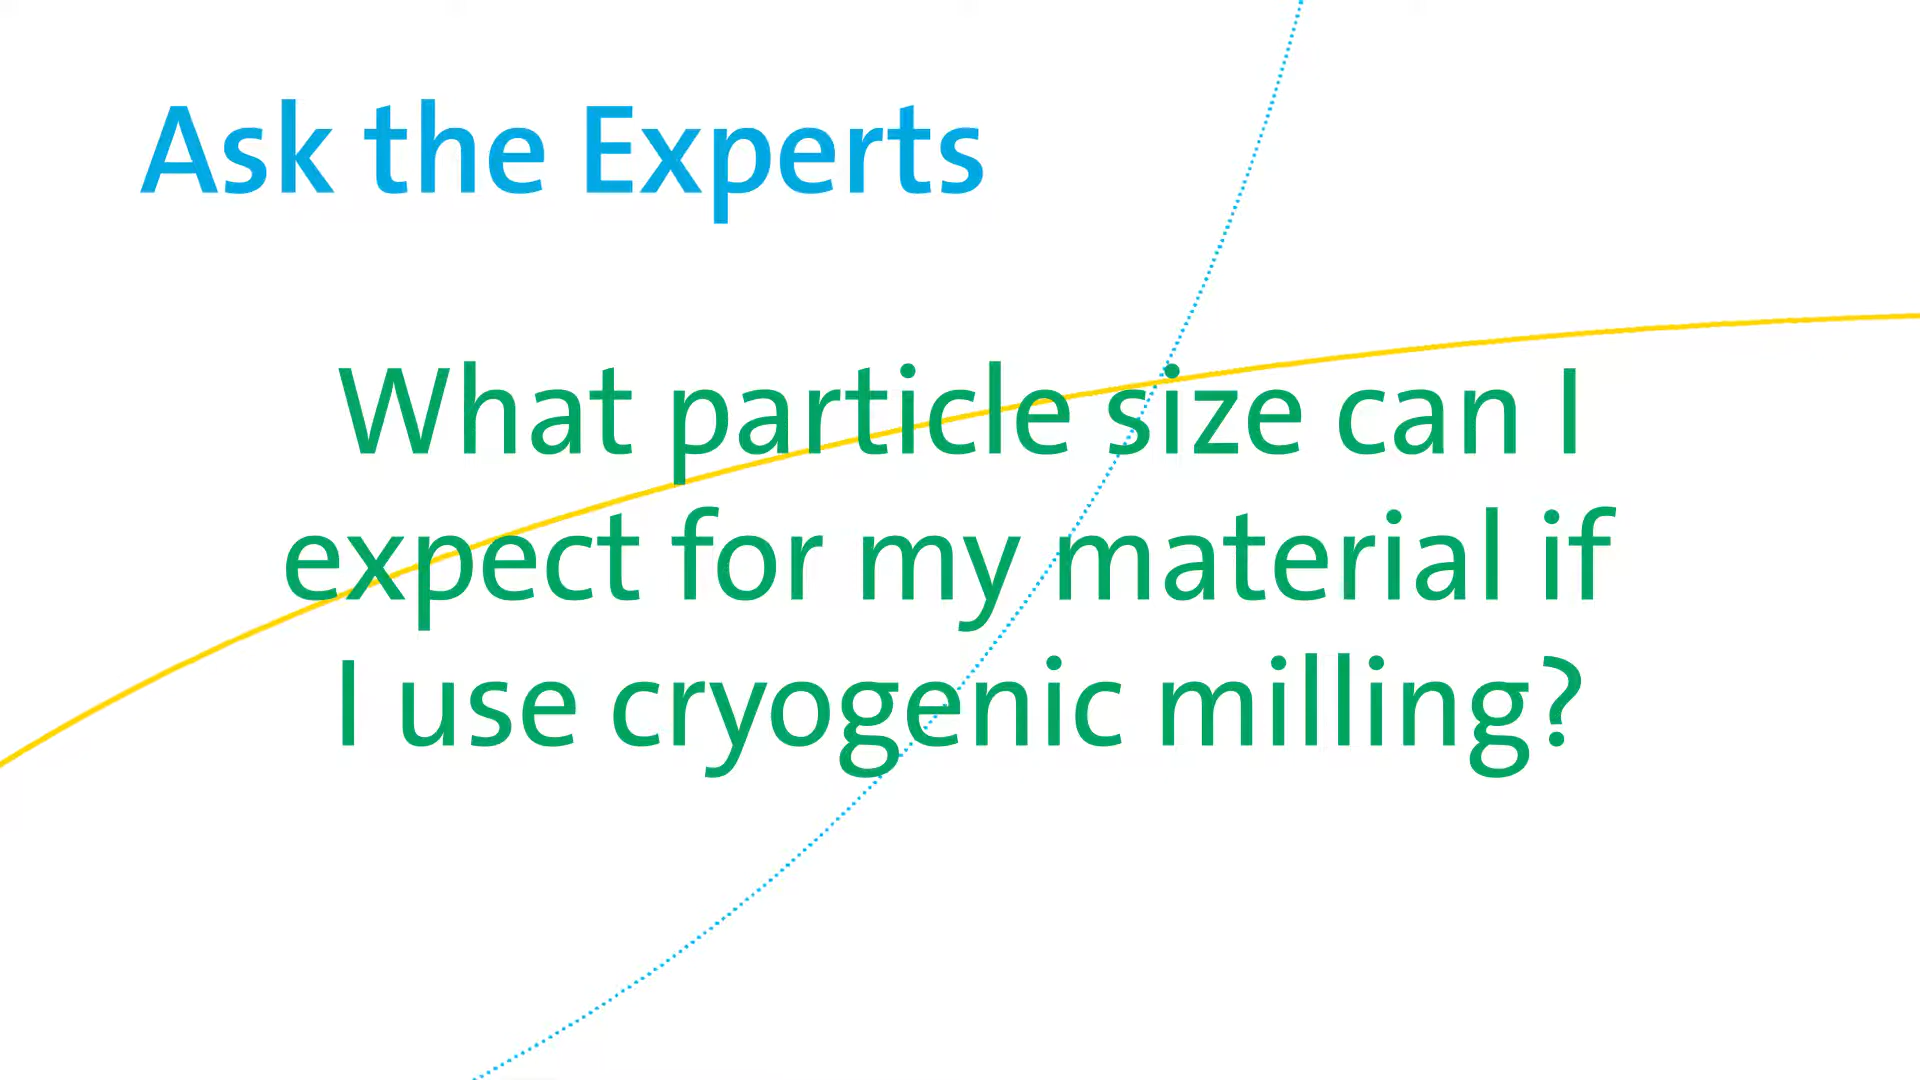 Ask the Experts
What particle size can I
expect for my material if
I use cryogenic milling?